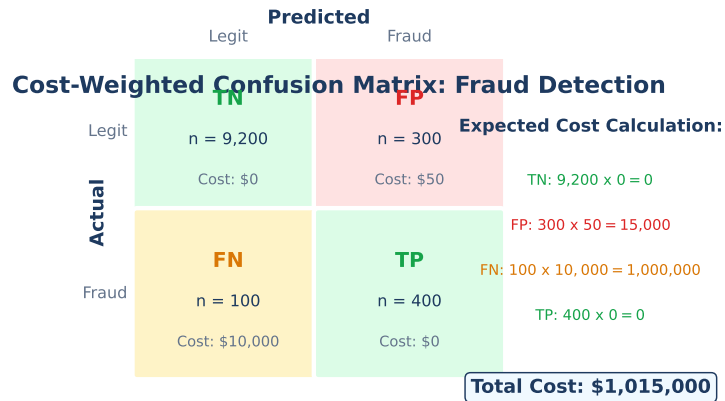 Predicted
Legit
Fraud
Cost-Weighted Confusion Matrix: Fraud Detection
TN
FP
Expected Cost Calculation:
Legit
n = 9,200
n = 300
Cost: $0
Cost: $50
TN: 9,200 x 0 = 0
Actual
FP: 300 x 50 = 15,000
FN
TP
FN: 100 x 10, 000 = 1,000,000
Fraud
n = 100
n = 400
TP: 400 x 0 = 0
Cost: $10,000
Cost: $0
Total Cost: $1,015,000